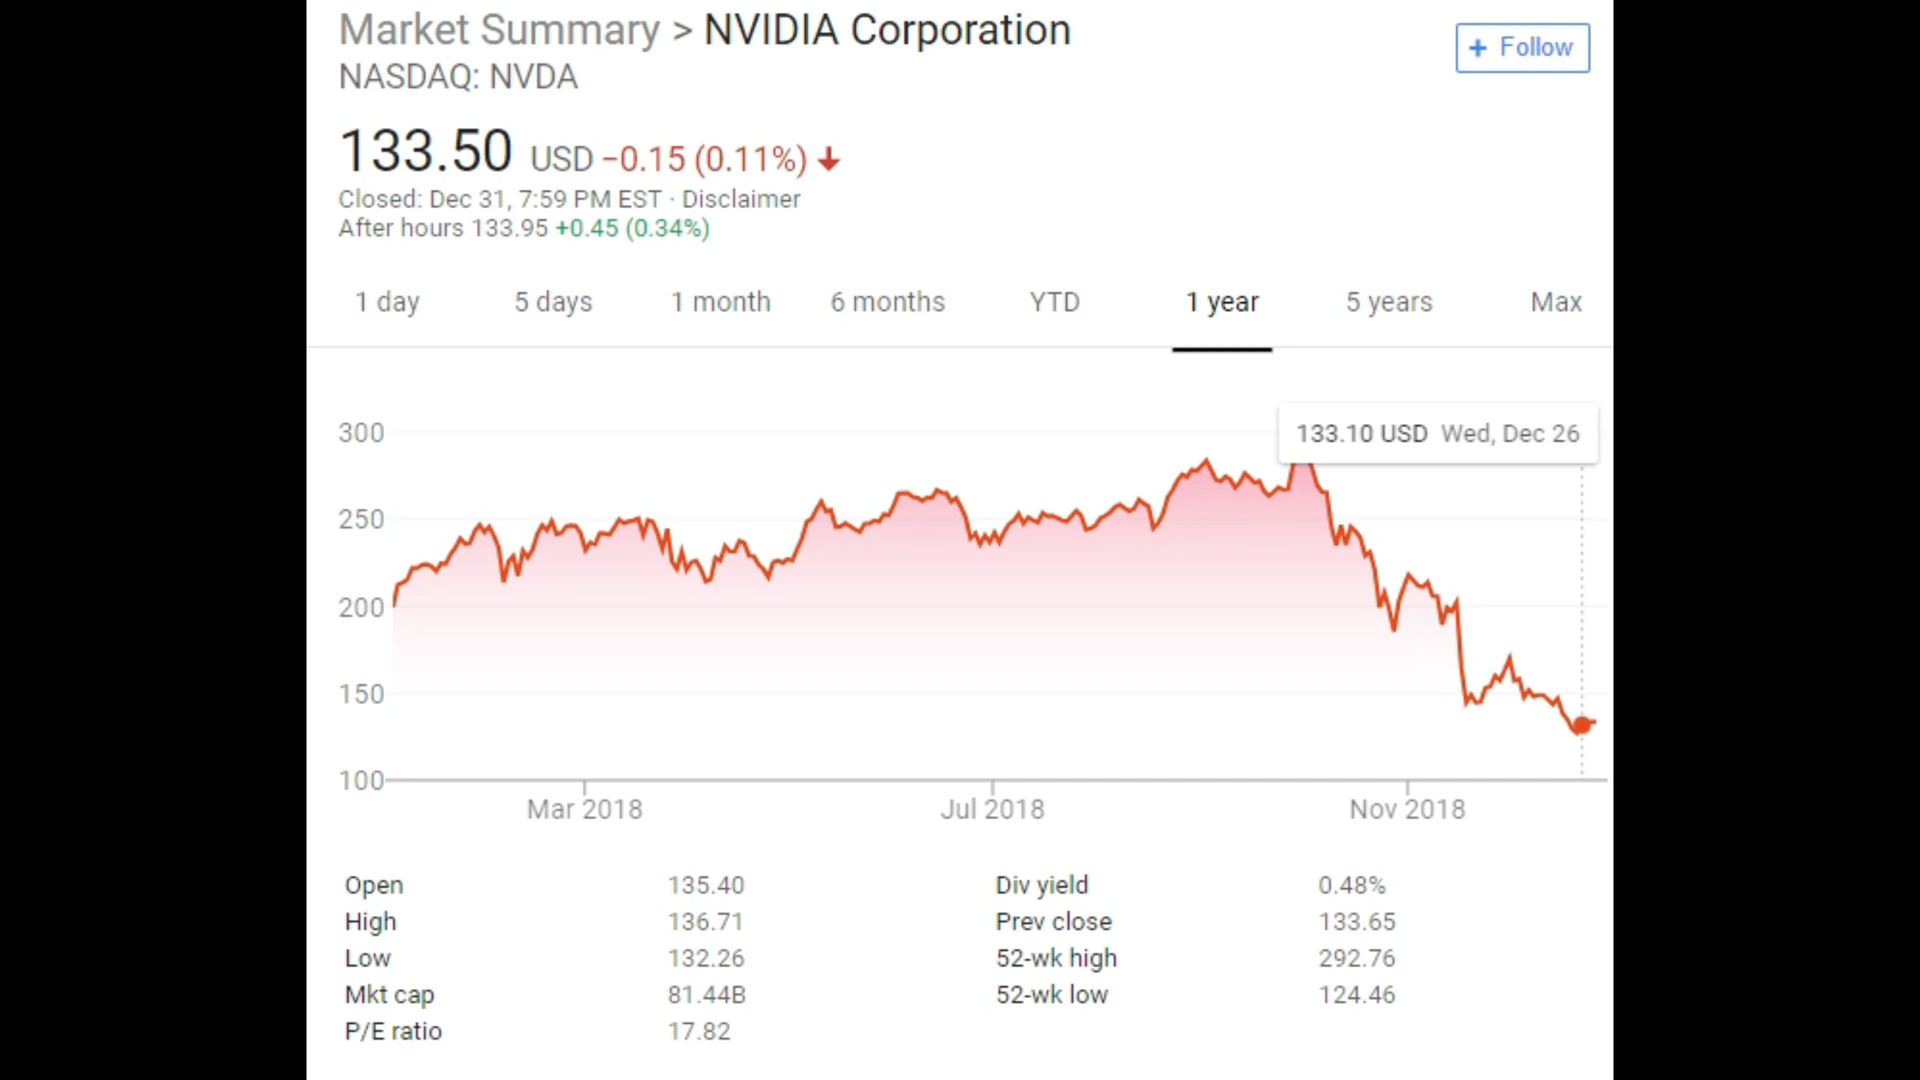 Market Summary > NVIDIA Corporation
+ Follow
NASDAQ: NVDA
133.50 USD −0.15 (0.11%)
Closed: Dec 31, 7:59 PM EST · Disclaimer
After hours 133.95 +0.45 (0.34%)
1 day 5 days 1 month 6 months YTD 1 year 5 years Max
133.10 USD Wed, Dec 26
300
250
200
150
100
Mar 2018 Jul 2018 Nov 2018
Open 135.40 Div yield 0.48%
High 136.71 Prev close 133.65
Low 132.26 52-wk high 292.76
Mkt cap 81.44B 52-wk low 124.46
P/E ratio 17.82